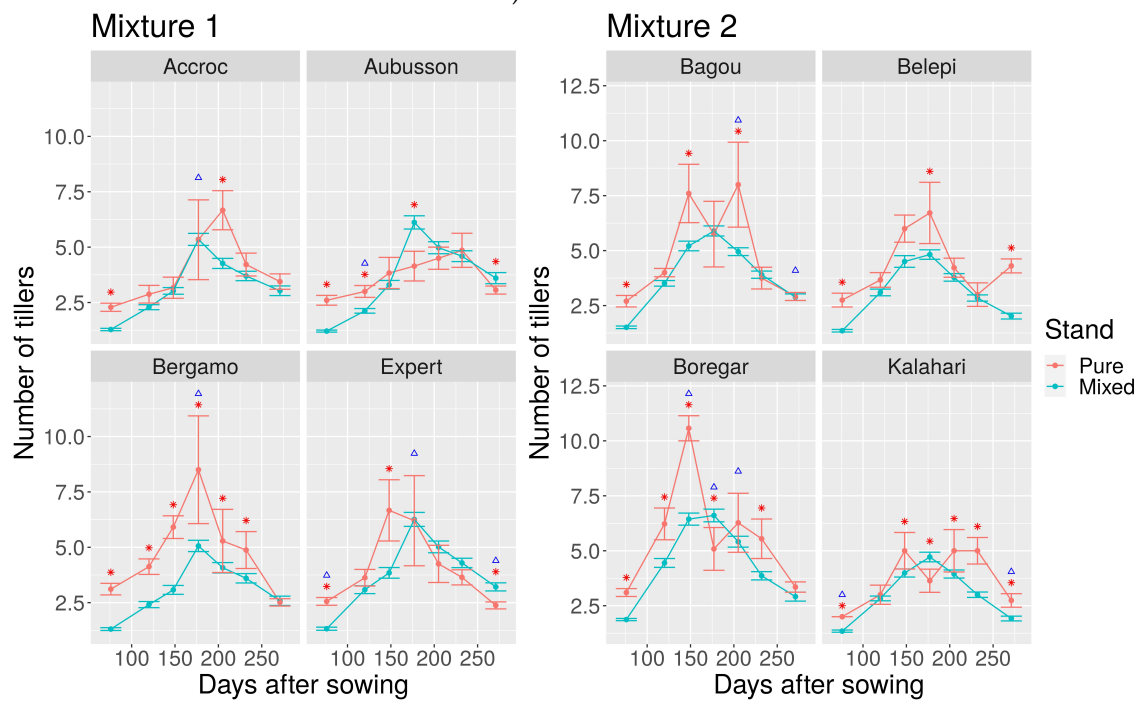 Mixture 1
Mixture 2
Accroc
Aubusson
Bagou
Belepi
12.5
10.0
7.5
5.0
2.5
10.0
7.5
5.0
2.5
Number of tillers
Number of tillers
Stand
Pure
Mixed
Bergamo
Expert
Boregar
Kalahari
10.0
7.5
5.0
2.5
12.5
10.0
7.5
5.0
2.5
100 150 200 250
100 150 200 250
100 150 200 250
100 150 200 250
Days after sowing
Days after sowing